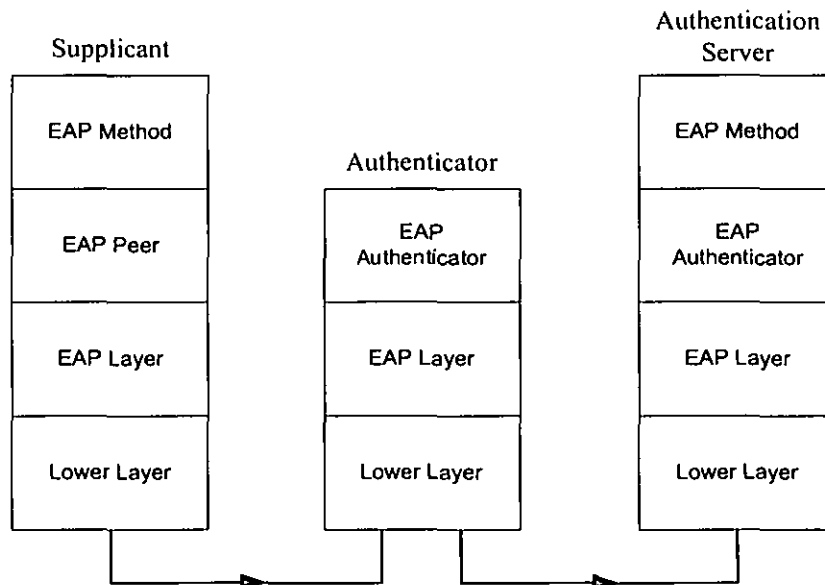 Supplicant
EAP Method
EAP Peer
EAP Layer
Lower Layer
Authenticator
EAP
Authenticator
EAP Layer
Lower Layer
Authentication
Server
EAP Method
EAP
Authenticator
EAP Layer
Lower Layer